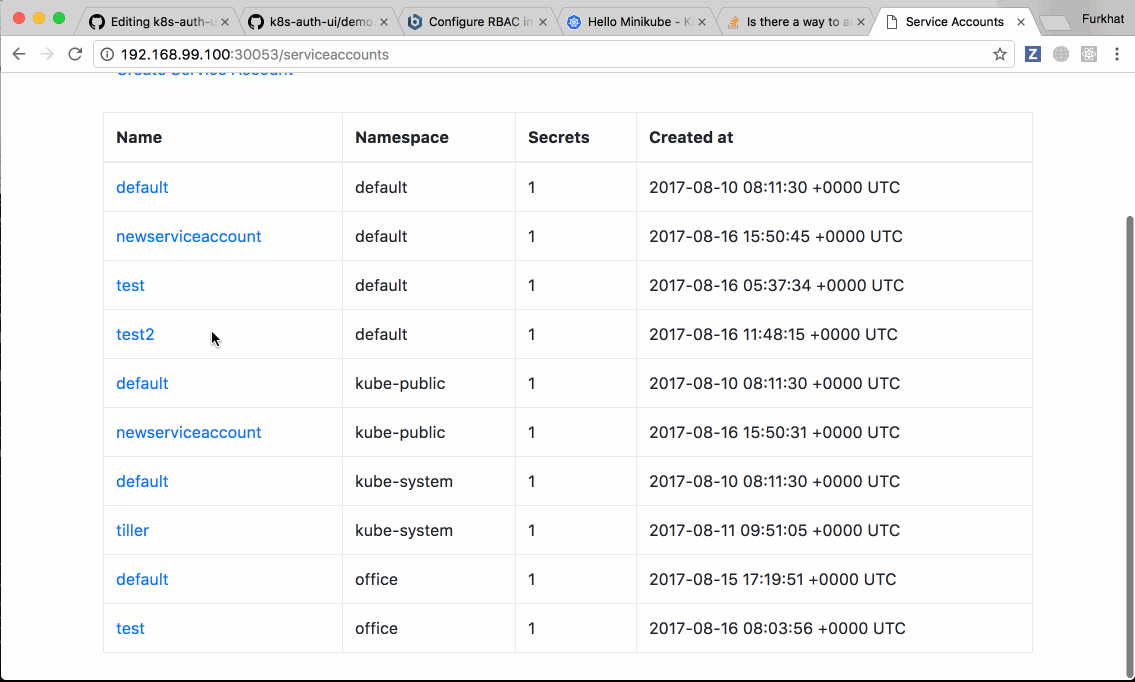 Editing k8s-auth-u
k8s-auth-ui/demo.
Configure RBAC in
Hello Minikube - K
Is there a way to a
Service Accounts
Furkhat
192.168.99.100:30053/serviceaccounts
Z
Create Service Account
Name Namespace Secrets Created at
default default 1 2017-08-10 08:11:30 +0000 UTC
newserviceaccount default 1 2017-08-16 15:50:45 +0000 UTC
test default 1 2017-08-16 05:37:34 +0000 UTC
test2 default 1 2017-08-16 11:48:15 +0000 UTC
default kube-public 1 2017-08-10 08:11:30 +0000 UTC
newserviceaccount kube-public 1 2017-08-16 15:50:31 +0000 UTC
default kube-system 1 2017-08-10 08:11:30 +0000 UTC
tiller kube-system 1 2017-08-11 09:51:05 +0000 UTC
default office 1 2017-08-15 17:19:51 +0000 UTC
test office 1 2017-08-16 08:03:56 +0000 UTC